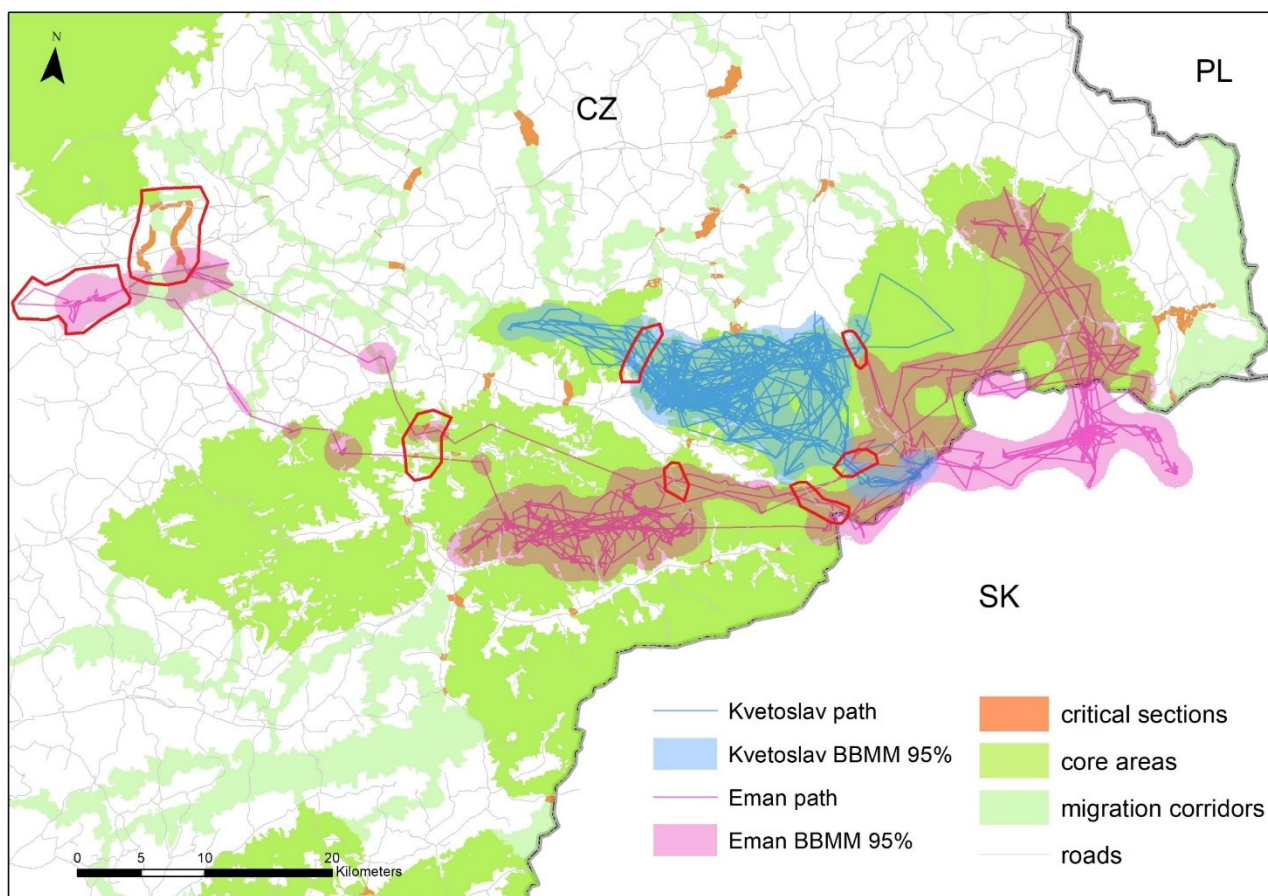 N
CZ
PL
SK
Kvetoslav path
Kvetoslav BBMM 95%
Eman path
Eman BBMM 95%
critical sections
core areas
migration corridors
roads
0 5 10 20
Kilometers